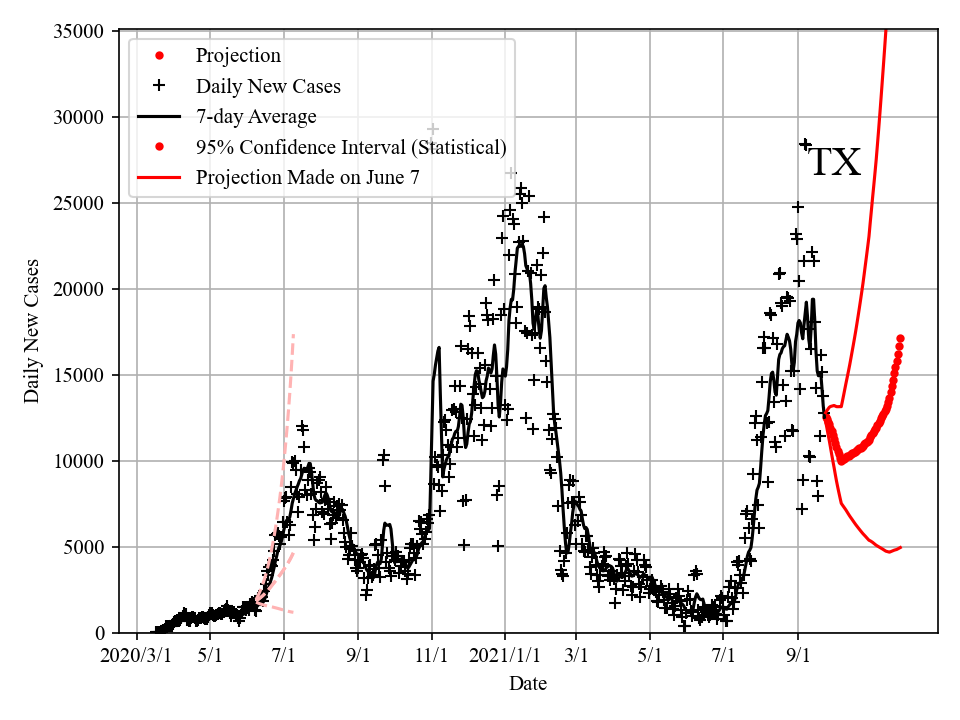 35000
30000
25000
20000
15000
10000
5000
0
Daily New Cases
Projection
Daily New Cases
7-day Average
95% Confidence Interval (Statistical)
Projection Made on June 7
TX
2020/3/1 5/1 7/1 9/1 11/1 2021/1/1 3/1 5/1 7/1 9/1
Date